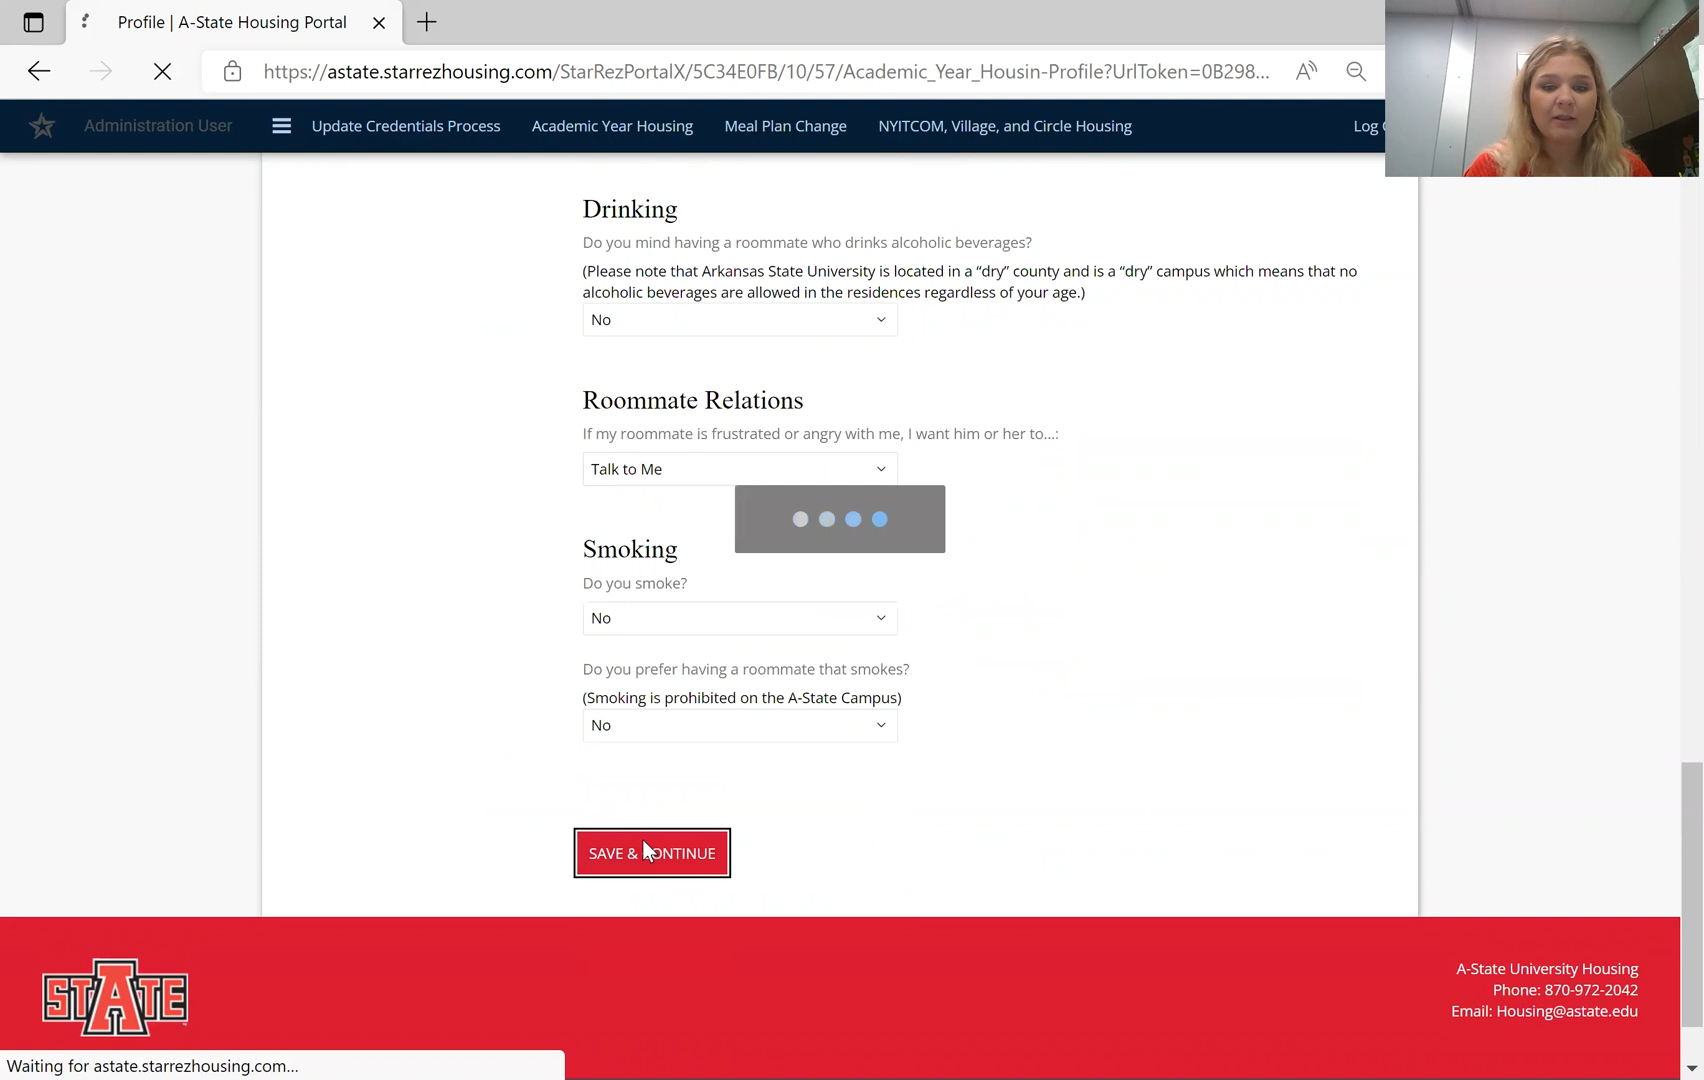 Profile | A-State Housing Portal
https://astate.starrezhousing.com/StarRezPortalX/5C34E0FB/10/57/Academic_Year_Housin-Profile?UrlToken=0B298...
Administration User
Update Credentials Process
Academic Year Housing
Meal Plan Change
NYITCOM, Village, and Circle Housing
Log
Drinking
Do you mind having a roommate who drinks alcoholic beverages?
(Please note that Arkansas State University is located in a “dry” county and is a “dry” campus which means that no
alcoholic beverages are allowed in the residences regardless of your age.)
No
Roommate Relations
If my roommate is frustrated or angry with me, I want him or her to...:
Talk to Me
Smoking
Do you smoke?
No
Do you prefer having a roommate that smokes?
(Smoking is prohibited on the A-State Campus)
No
SAVE & CONTINUE
STATE
A-State University Housing
Phone: 870-972-2042
Email: Housing@astate.edu
Waiting for astate.starrezhousing.com...